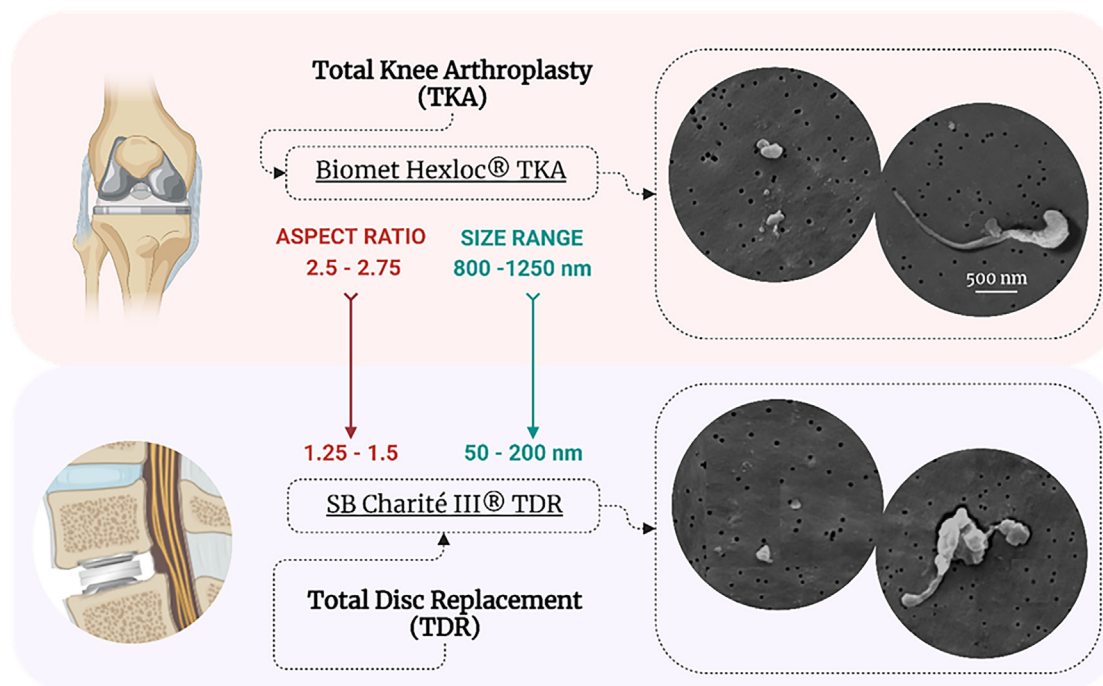 Total Knee Arthroplasty
(TKA)
Biomet Hexloc® TKA
ASPECT RATIO
2.5 - 2.75
SIZE RANGE
800 -1250 nm
500 nm
1.25 - 1.5
50 - 200 nm
SB Charité III® TDR
Total Disc Replacement
(TDR)